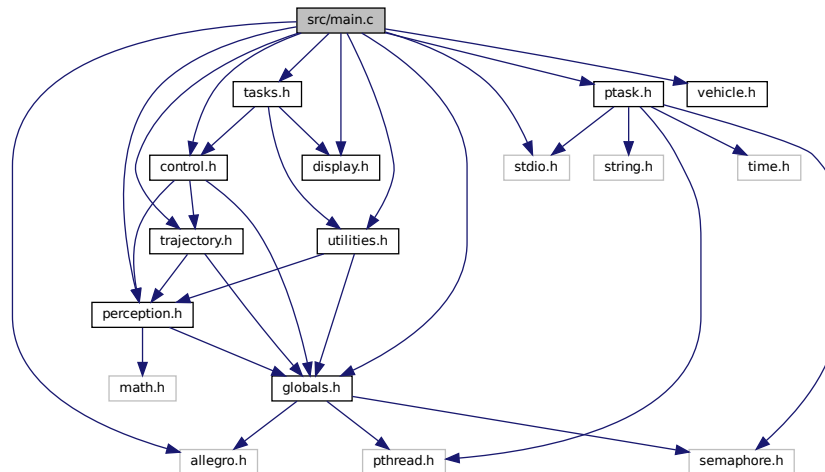 src/main.c
tasks.h
ptask.h
vehicle.h
control.h
display.h
stdio.h
string.h
time.h
trajectory.h
utilities.h
perception.h
math.h
globals.h
allegro.h
pthread.h
semaphore.h